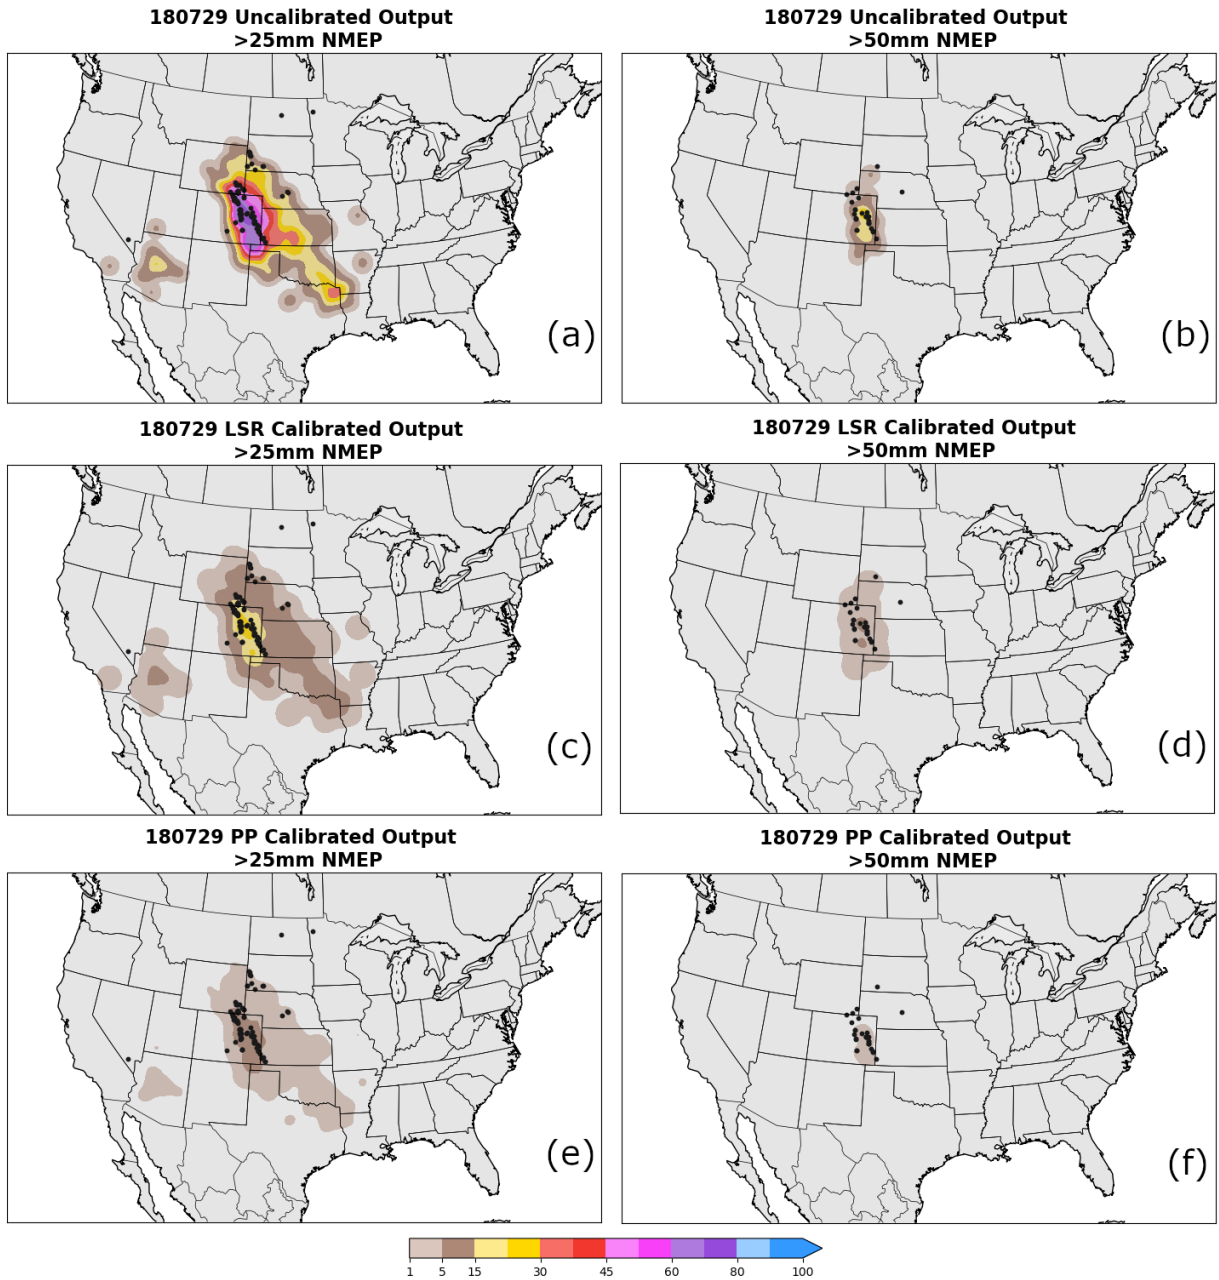 180729 Uncalibrated Output
>25mm NMEP
180729 Uncalibrated Output
>50mm NMEP
(a)
(b)
180729 LSR Calibrated Output
>25mm NMEP
180729 LSR Calibrated Output
>50mm NMEP
(c)
(d)
180729 PP Calibrated Output
>25mm NMEP
180729 PP Calibrated Output
>50mm NMEP
(e)
(f)
1 5 15 30 45 60 80 100